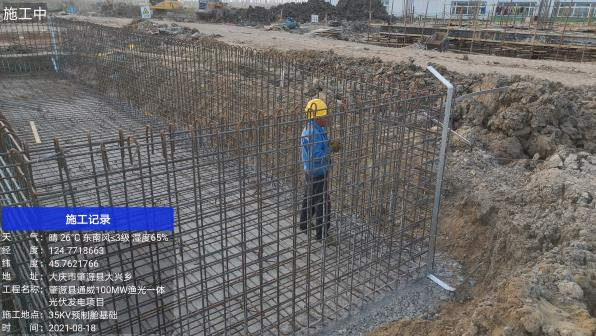 施工中
施工记录
天 气：晴 26℃ 东南风≤3级 湿度65%
经 度：124.7718663
纬 度：45.7621766
地 址：大庆市肇源县大兴乡
工程名称：肇源县通威100MW渔光一体
光伏发电项目
施工地点：35KV预制舱基础
时 间：2021-08-18